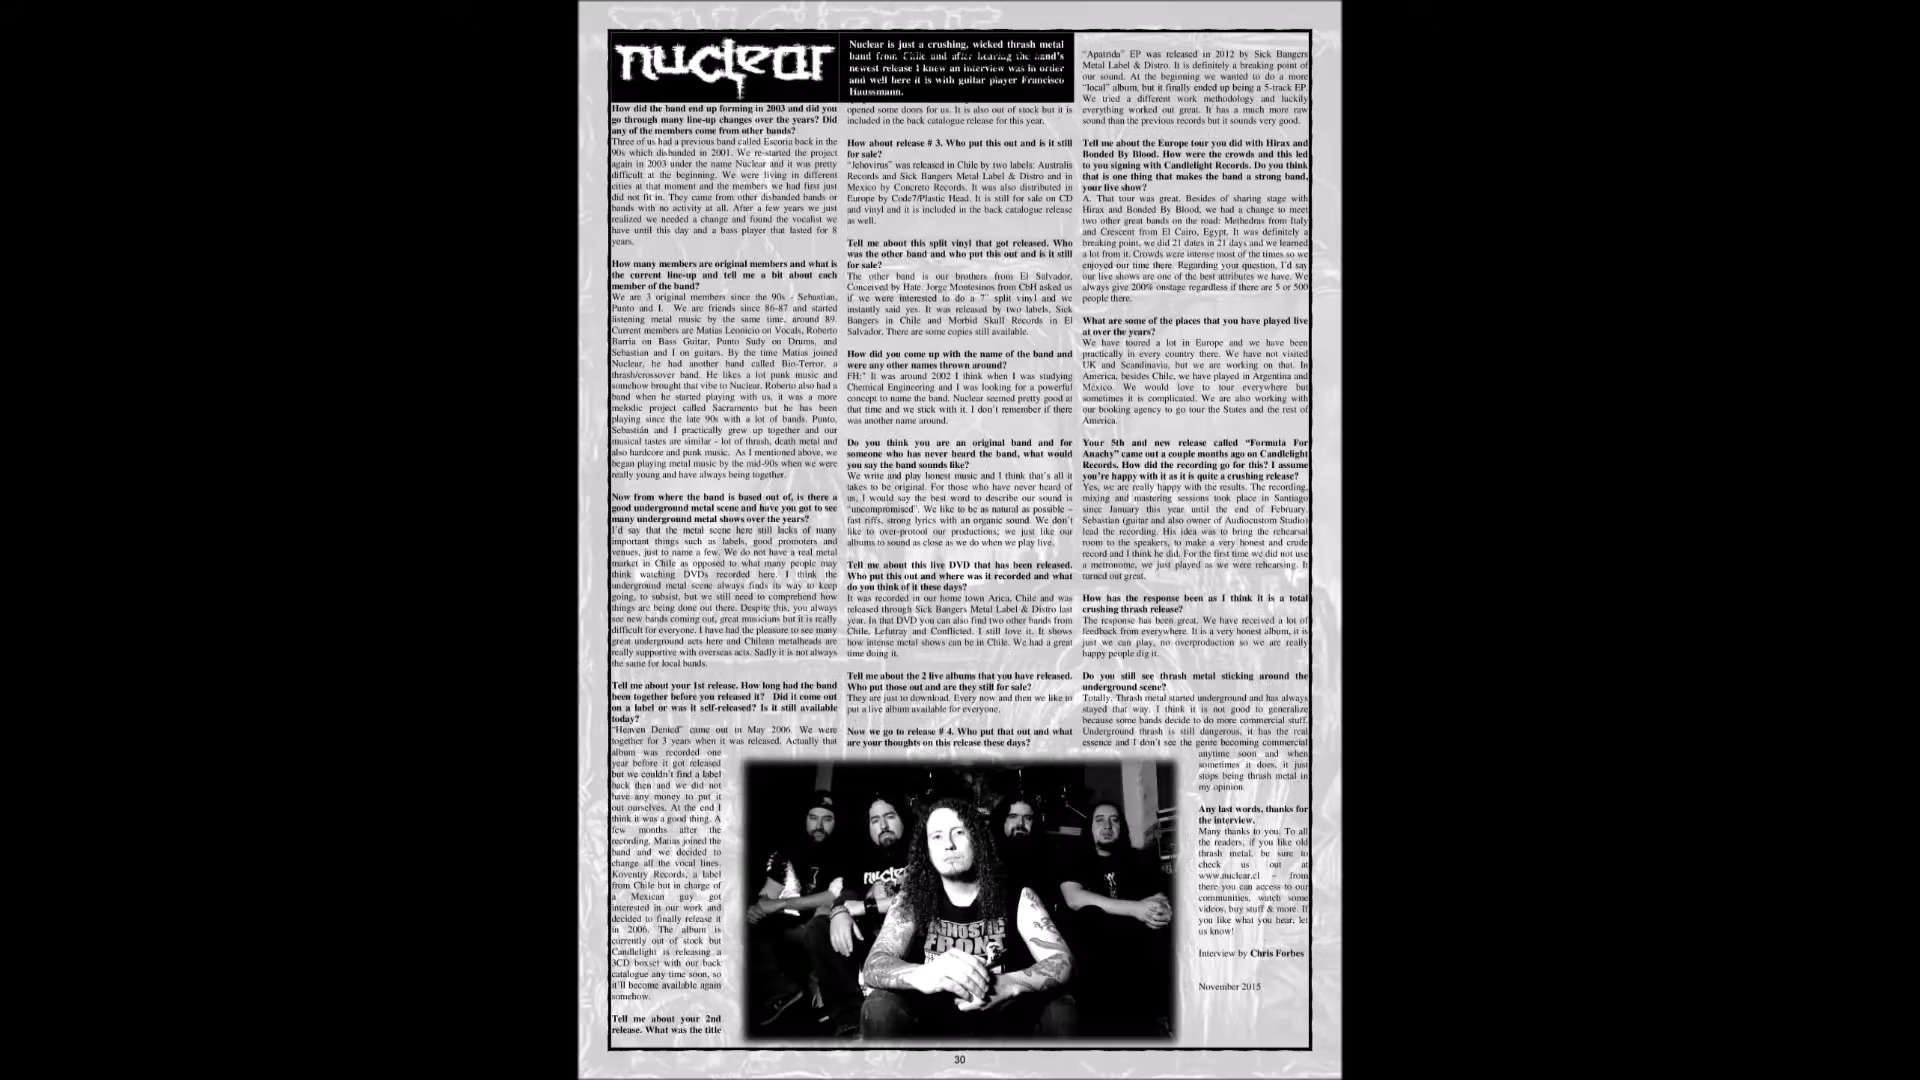 nuclear
Nuclear is just a crushing, wicked thrash metal
band from Chile and after hearing the band's
newest release I knew an interview was in order
and well here it is with guitar player Francisco
Haussmann.
How did the band end up forming in 2003 and did you
go through many line-up changes over the years? Did
any of the members come from other bands?
Three of us had a previous band called Escoria back in the
90s which disbanded in 2001. We re-started the project
again in 2003 under the name Nuclear and it was pretty
difficult at the beginning. We were living in different
cities at that moment and the members we had first just
did not fit in. They came from other disbanded bands or
bands with no activity at all. After a few years we just
realized we needed a change and found the vocalist we
have until this day and a bass player that lasted for 8
years.
How many members are original members and what is
the current line-up and tell me a bit about each
member of the band?
We are 3 original members since the 90s - Sebastian,
Punto and I. We are friends since 86-87 and started
listening metal music by the same time, around 89.
Current members are Matias Leonicio on Vocals, Roberto
Barria on Bass Guitar, Punto Sudy on Drums, and
Sebastian and I on guitars. By the time Matias joined
Nuclear, he had another band called Bio-Terror, a
thrash/crossover band. He likes a lot punk music and
somehow brought that vibe to Nuclear. Roberto also had a
band when he started playing with us, it was a more
melodic project called Sacramento but he has been
playing since the late 90s with a lot of bands. Punto,
Sebastián and I practically grew up together and our
musical tastes are similar - lot of thrash, death metal and
also hardcore and punk music. As I mentioned above, we
began playing metal music by the mid-90s when we were
really young and have always being together.
Now from where the band is based out of, is there a
good underground metal scene and have you got to see
many underground metal shows over the years?
I'd say that the metal scene here still lacks of many
important things such as labels, good promoters and
venues, just to name a few. We do not have a real metal
market in Chile as opposed to what many people may
think watching DVDs recorded here. I think the
underground metal scene always finds its way to keep
going, to subsist, but we still need to comprehend how
things are being done out there. Despite this, you always
see new bands coming out, great musicians but it is really
difficult for everyone. I have had the pleasure to see many
great underground acts here and Chilean metalheads are
really supportive with overseas acts. Sadly it is not always
the same for local bands.
Tell me about your 1st release. How long had the band
been together before you released it? Did it come out
on a label or was it self-released? Is it still available
today?
"Heaven Denied" came out in May 2006. We were
together for 3 years when it was released. Actually that
album was recorded one
year before it got released
but we couldn't find a label
back then and we did not
have any money to put it
out ourselves. At the end I
think it was a good thing. A
few months after the
recording, Matias joined the
band and we decided to
change all the vocal lines.
Koventry Records, a label
from Chile but in charge of
a Mexican guy got
interested in our work and
decided to finally release it
in 2006. The album is
currently out of stock but
Candlelight is releasing a
3CD boxset with our back
catalogue any time soon, so
it'll become available again
somehow.
Tell me about your 2nd
release. What was the title
opened some doors for us. It is also out of stock but it is
included in the back catalogue release for this year.
How about release # 3. Who put this out and is it still
for sale?
"Jehovirus" was released in Chile by two labels: Australis
Records and Sick Bangers Metal Label & Distro and in
Mexico by Concreto Records. It was also distributed in
Europe by Code7/Plastic Head. It is still for sale on CD
and vinyl and it is included in the back catalogue release
as well.
Tell me about this split vinyl that got released. Who
was the other band and who put this out and is it still
for sale?
The other band is our brothers from El Salvador,
Conceived by Hate. Jorge Montesinos from CbH asked us
if we were interested to do a 7" split vinyl and we
instantly said yes. It was released by two labels, Sick
Bangers in Chile and Morbid Skull Records in El
Salvador. There are some copies still available.
How did you come up with the name of the band and
were any other names thrown around?
FH:" It was around 2002 I think when I was studying
Chemical Engineering and I was looking for a powerful
concept to name the band. Nuclear seemed pretty good at
that time and we stick with it. I don't remember if there
was another name around.
Do you think you are an original band and for
someone who has never heard the band, what would
you say the band sounds like?
We write and play honest music and I think that's all it
takes to be original. For those who have never heard of
us, I would say the best word to describe our sound is
"uncompromised". We like to be as natural as possible –
fast riffs, strong lyrics with an organic sound. We don't
like to over-protool our productions; we just like our
albums to sound as close as we do when we play live.
Tell me about this live DVD that has been released.
Who put this out and where was it recorded and what
do you think of it these days?
It was recorded in our home town Arica, Chile and was
released through Sick Bangers Metal Label & Distro last
year. In that DVD you can also find two other bands from
Chile, Lefutray and Conflicted. I still love it. It shows
how intense metal shows can be in Chile. We had a great
time doing it.
Tell me about the 2 live albums that you have released.
Who put those out and are they still for sale?
They are just to download. Every now and then we like to
put a live album available for everyone.
Now we go to release # 4. Who put that out and what
are your thoughts on this release these days?
"Apatrida" EP was released in 2012 by Sick Bangers
Metal Label & Distro. It is definitely a breaking point of
our sound. At the beginning we wanted to do a more
"local" album, but it finally ended up being a 5-track EP.
We tried a different work methodology and luckily
everything worked out great. It has a much more raw
sound than the previous records but it sounds very good.
Tell me about the Europe tour you did with Hirax and
Bonded By Blood. How were the crowds and this led
to you signing with Candlelight Records. Do you think
that is one thing that makes the band a strong band,
your live show?
A. That tour was great. Besides of sharing stage with
Hirax and Bonded By Blood, we had a change to meet
two other great bands on the road: Methedras from Italy
and Crescent from El Cairo, Egypt. It was definitely a
breaking point, we did 21 dates in 21 days and we learned
a lot from it. Crowds were intense most of the times so we
enjoyed our time there. Regarding your question, I'd say
our live shows are one of the best attributes we have. We
always give 200% onstage regardless if there are 5 or 500
people there.
What are some of the places that you have played live
at over the years?
We have toured a lot in Europe and we have been
practically in every country there. We have not visited
UK and Scandinavia, but we are working on that. In
America, besides Chile, we have played in Argentina and
México. We would love to tour everywhere but
sometimes it is complicated. We are also working with
our booking agency to go tour the States and the rest of
America.
Your 5th and new release called "Formula For
Anachy" came out a couple months ago on Candlelight
Records. How did the recording go for this? I assume
you're happy with it as it is quite a crushing release?
Yes, we are really happy with the results. The recording,
mixing and mastering sessions took place in Santiago
since January this year until the end of February.
Sebastian (guitar and also owner of Audiocustom Studio)
lead the recording. His idea was to bring the rehearsal
room to the speakers, to make a very honest and crude
record and I think he did. For the first time we did not use
a metronome, we just played as we were rehearsing. It
turned out great.
How has the response been as I think it is a total
crushing thrash release?
The response has been great. We have received a lot of
feedback from everywhere. It is a very honest album, it is
just we can play, no overproduction so we are really
happy people dig it.
Do you still see thrash metal sticking around the
underground scene?
Totally. Thrash metal started underground and has always
stayed that way. I think it is not good to generalize
because some bands decide to do more commercial stuff.
Underground thrash is still dangerous, it has the real
essence and I don't see the genre becoming commercial
anytime soon and when
sometimes it does, it just
stops being thrash metal in
my opinion.
Any last words, thanks for
the interview.
Many thanks to you. To all
the readers, if you like old
thrash metal, be sure to
check us out at
www.nuclear.cl – from
there you can access to our
communities, watch some
videos, buy stuff & more. If
you like what you hear, let
us know!
Interview by Chris Forbes
November 2015
nuclear
AGNOSTIC
FRONT
30